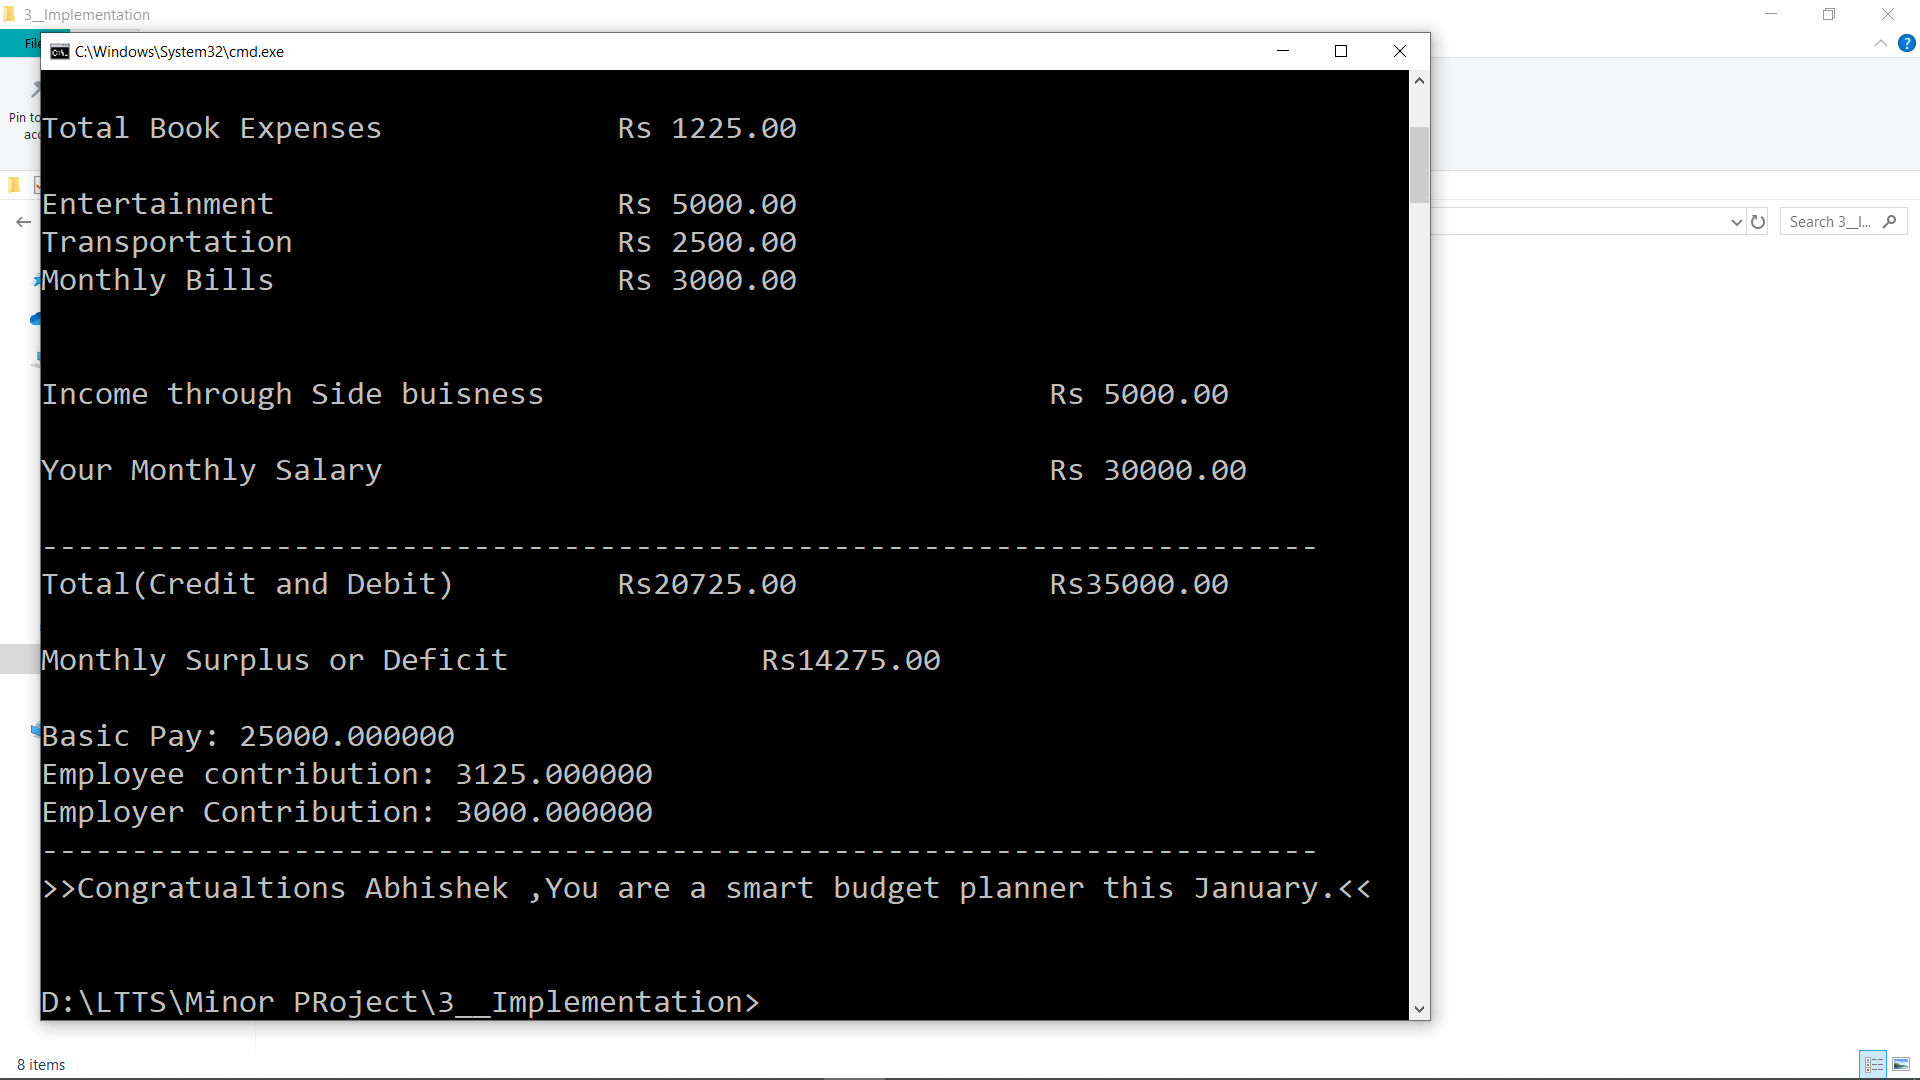 3__Implementation
File
C:\Windows\System32\cmd.exe
Pin to
Total Book Expenses Rs 1225.00
Entertainment Rs 5000.00
Transportation Rs 2500.00
Monthly Bills Rs 3000.00
Search 3__I...
Income through Side buisness Rs 5000.00
Your Monthly Salary Rs 30000.00
-----------------------------------------------------------------------
Total(Credit and Debit) Rs20725.00 Rs35000.00
Monthly Surplus or Deficit Rs14275.00
Basic Pay: 25000.000000
Employee contribution: 3125.000000
Employer Contribution: 3000.000000
-----------------------------------------------------------------------
>>Congratualtions Abhishek ,You are a smart budget planner this January.<<
D:\LTTS\Minor PRoject\3__Implementation>
8 items